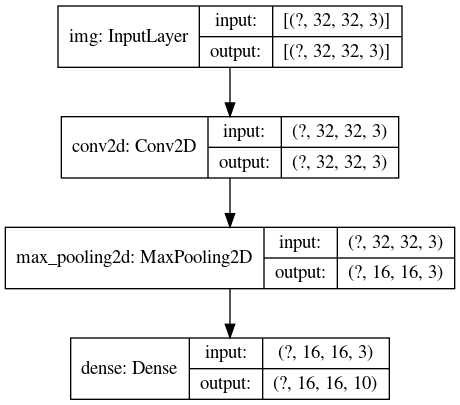 img: InputLayer
input: [(?, 32, 32, 3)]
output: [(?, 32, 32, 3)]
conv2d: Conv2D
input: (?, 32, 32, 3)
output: (?, 32, 32, 3)
max_pooling2d: MaxPooling2D
input: (?, 32, 32, 3)
output: (?, 16, 16, 3)
dense: Dense
input: (?, 16, 16, 3)
output: (?, 16, 16, 10)